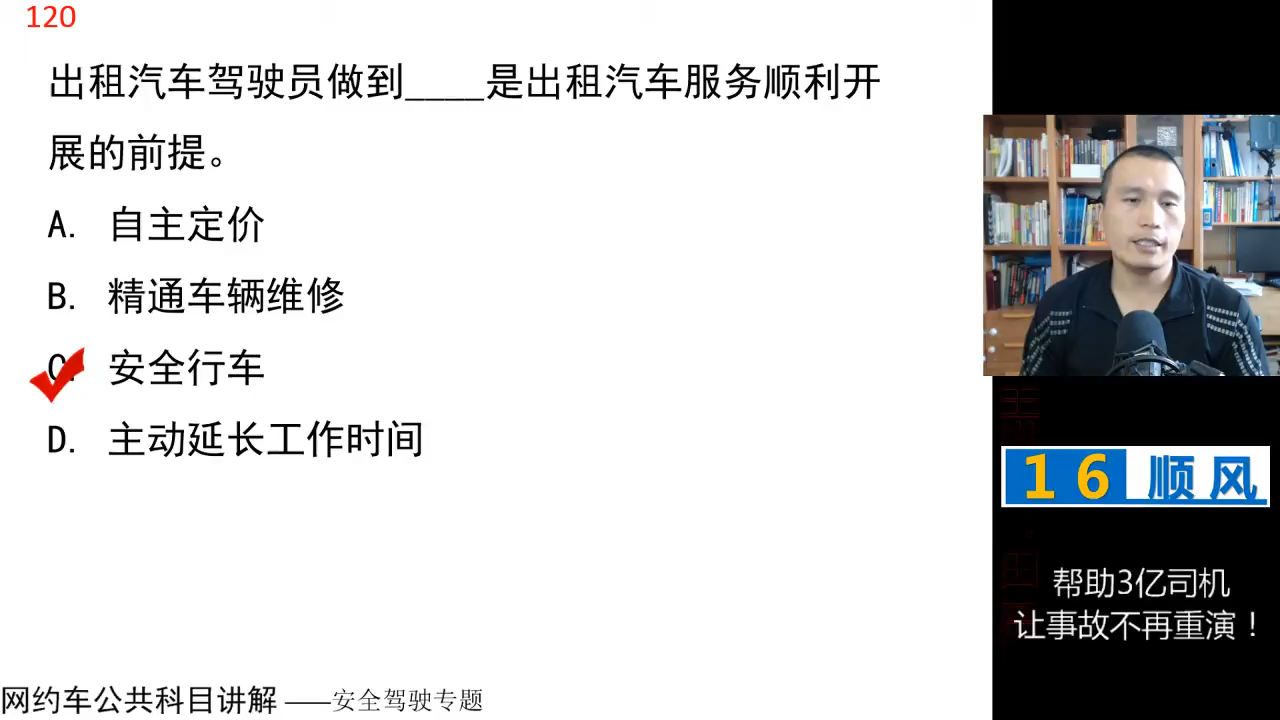 120
出租汽车驾驶员做到____是出租汽车服务顺利开
展的前提。
A. 自主定价
B. 精通车辆维修
C. 安全行车
D. 主动延长工作时间
16顺风
帮助3亿司机
让事故不再重演！
网约车公共科目讲解 ——安全驾驶专题